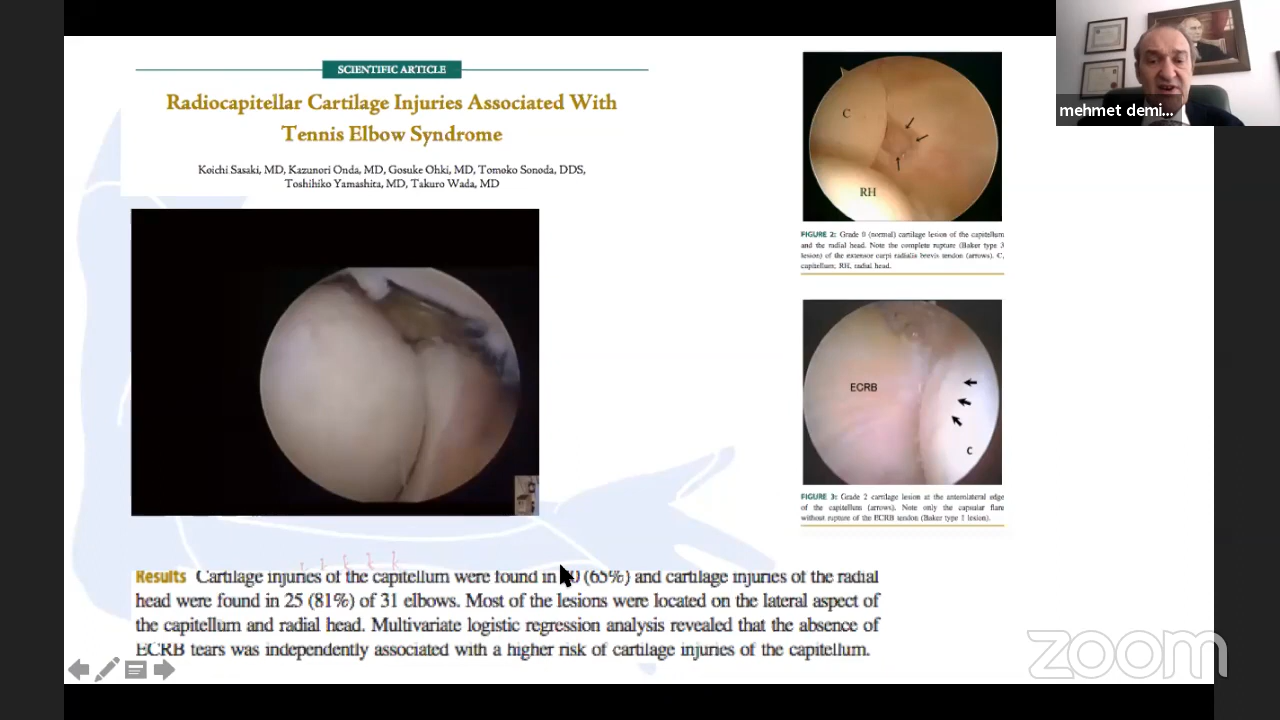 SCIENTIFIC ARTICLE
Radiocapitellar Cartilage Injuries Associated With
Tennis Elbow Syndrome
Koichi Sasaki, MD, Kazunori Onda, MD, Gosuke Ohki, MD, Tomoko Sonoda, DDS,
Toshihiko Yamashita, MD, Takuro Wada, MD
mehmet demi...
C
RH
FIGURE 2: Grade 0 (normal) cartilage lesion of the capitellum
and the radial head. Note the complete rupture (Baker type 3
lesion) of the extensor carpi radialis brevis tendon (arrows). C,
capitellum, RH, radial head.
ECRB
C
FIGURE 3: Grade 2 cartilage lesion at the anterolateral edge
of the capitellum (arrows). Note only the capsular flare
without rupture of the ECRB tendon (Baker type 1 lesion).
Results Cartilage injuries of the capitellum were found in (65%) and cartilage injuries of the radial
head were found in 25 (81%) of 31 elbows. Most of the lesions were located on the lateral aspect of
the capitellum and radial head. Multivariate logistic regression analysis revealed that the absence of
ECRB tears was independently associated with a higher risk of cartilage injuries of the capitellum.
zoom